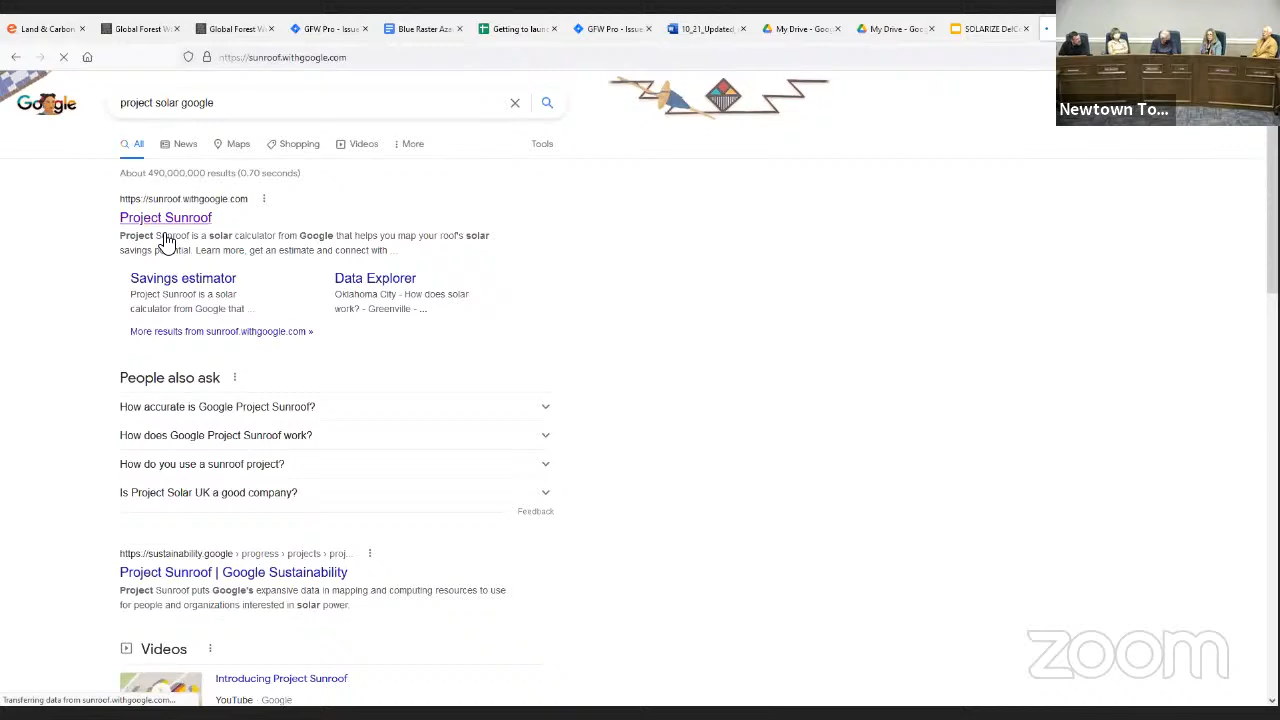 Land & Carbon
Global Forest W
Global Forest
GFW Pro - Issue
Blue Raster Aze
Getting to laun
GFW Pro - Issue
10_21_Updated
My Drive - Goo
My Drive - Goo
SOLARIZE DelCo
https://sunroof.withgoogle.com
Newtown To...
Google
project solar google
All
News
Maps
Shopping
Videos
More
Tools
About 490,000,000 results (0.70 seconds)
https://sunroof.withgoogle.com
Project Sunroof
Project Sunroof is a solar calculator from Google that helps you map your roof's solar
savings potential. Learn more, get an estimate and connect with ...
Savings estimator
Project Sunroof is a solar
calculator from Google that ...
Data Explorer
Oklahoma City - How does solar
work? - Greenville - ...
More results from sunroof.withgoogle.com »
People also ask
How accurate is Google Project Sunroof?
How does Google Project Sunroof work?
How do you use a sunroof project?
Is Project Solar UK a good company?
Feedback
https://sustainability.google › progress › projects › proj...
Project Sunroof | Google Sustainability
Project Sunroof puts Google's expansive data in mapping and computing resources to use
for people and organizations interested in solar power.
Videos
Introducing Project Sunroof
YouTube · Google
Transferring data from sunroof.withgoogle.com...
zoom